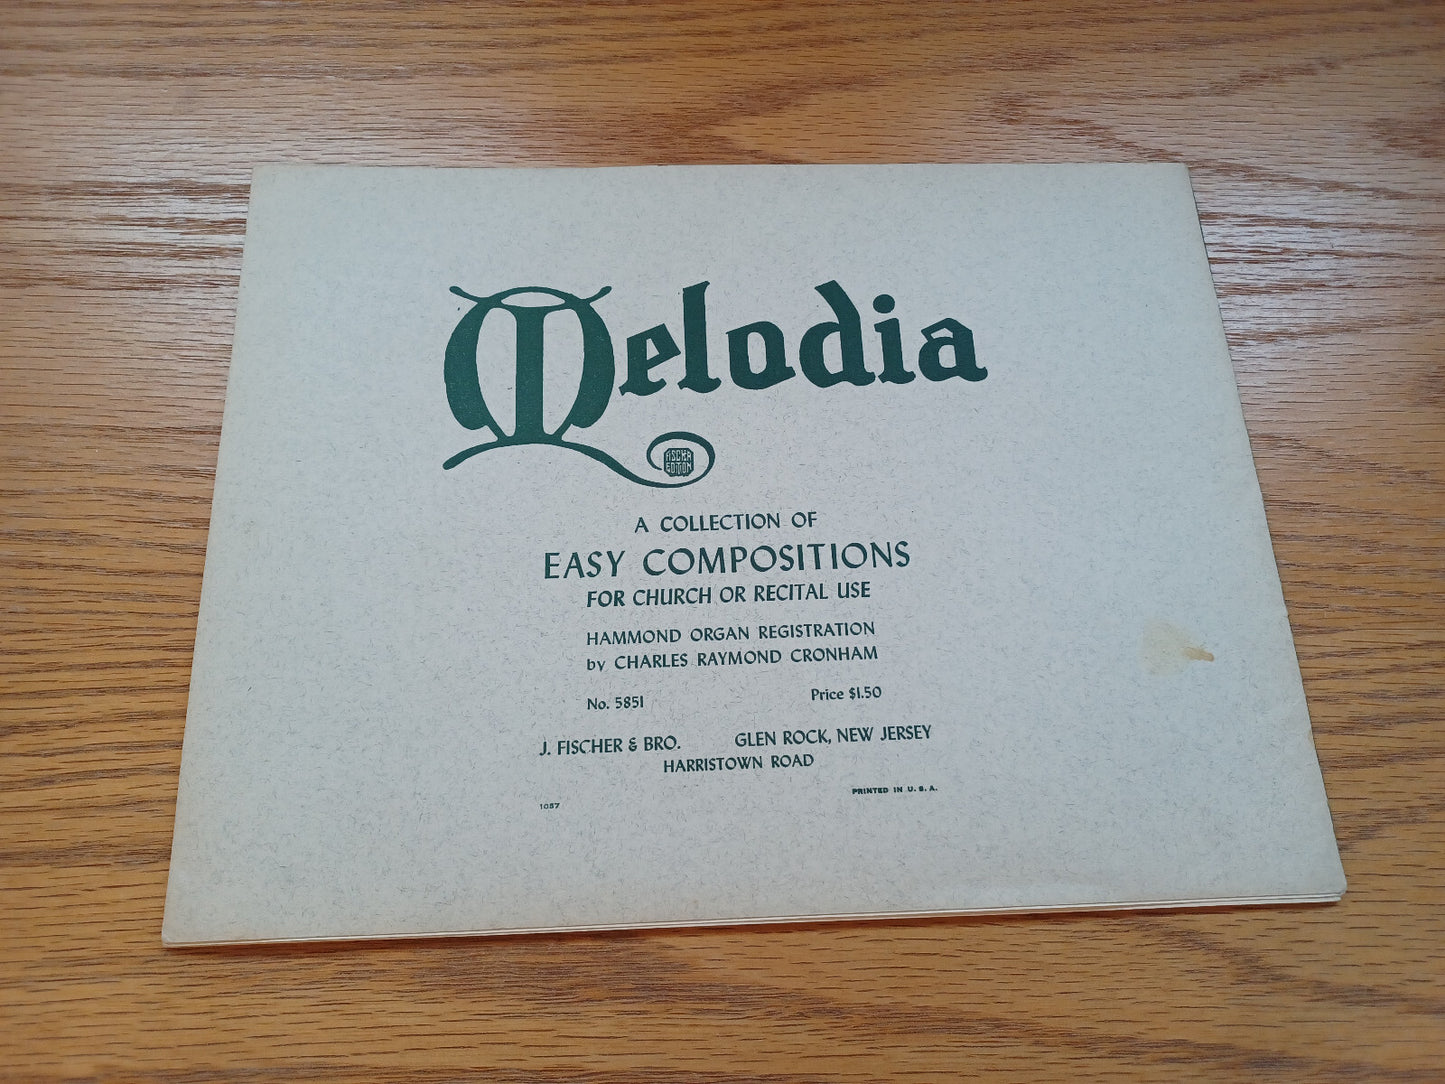 Melodia
FISCHER
EDITION
A COLLECTION OF
EASY COMPOSITIONS
FOR CHURCH OR RECITAL USE
HAMMOND ORGAN REGISTRATION
by CHARLES RAYMOND CRONHAM
No. 5851 Price $1.50
J. FISCHER & BRO. GLEN ROCK, NEW JERSEY
HARRISTOWN ROAD
PRINTED IN U. S. A.
1057